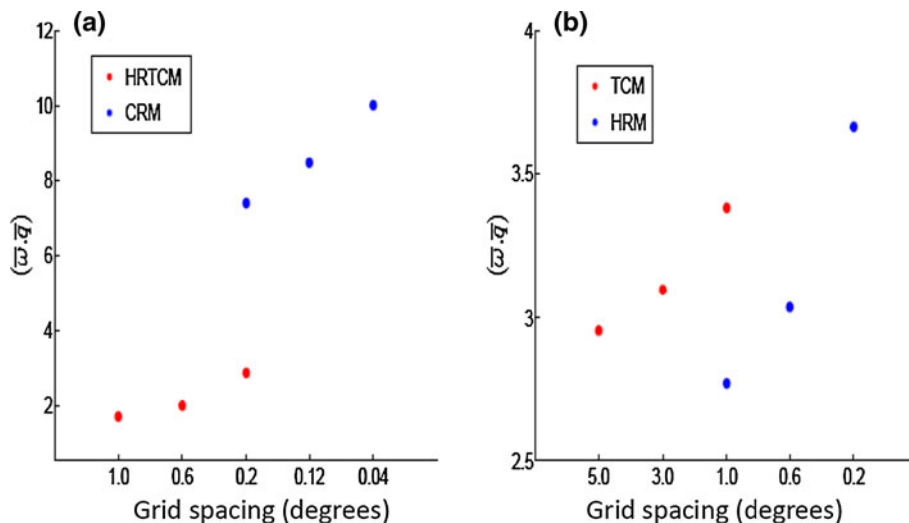 (a)
12
10
8
6
4
2
HRTCM
CRM
(ω̅.q̅)
1.0 0.6 0.2 0.12 0.04
Grid spacing (degrees)
(b)
4
3.5
3
2.5
TCM
HRM
(ω̅.q̅)
5.0 3.0 1.0 0.6 0.2
Grid spacing (degrees)